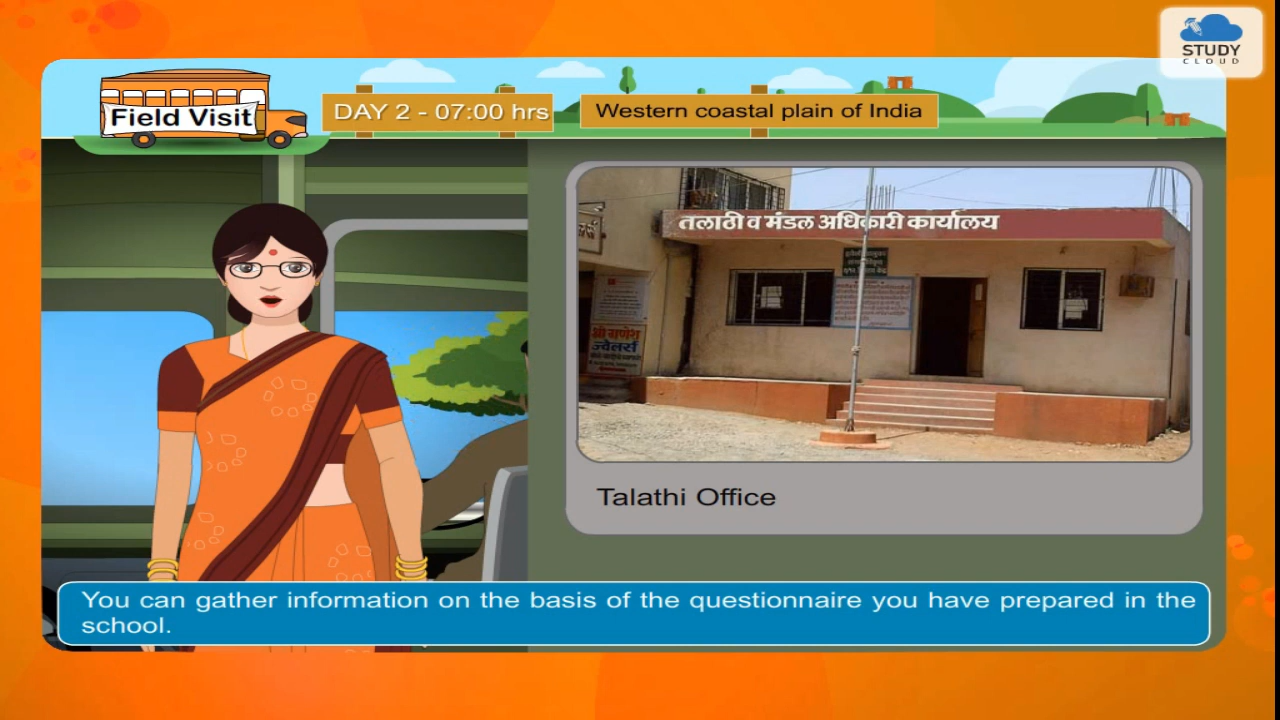 STUDY
CLOUD
Field Visit
DAY 2 - 07:00 hrs
Western coastal plain of India
तलाठी व मंडल अधिकारी कार्यालय
श्री गणेश
ज्वेलर्स
Talathi Office
You can gather information on the basis of the questionnaire you have prepared in the
school.